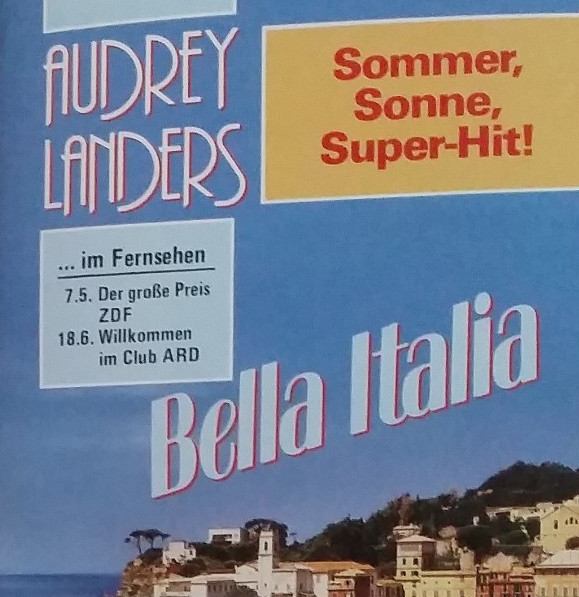 AUDREY
LANDERS
Sommer,
Sonne,
Super-Hit!
... im Fernsehen
7.5. Der große Preis
ZDF
18.6. Willkommen
im Club ARD
Bella Italia